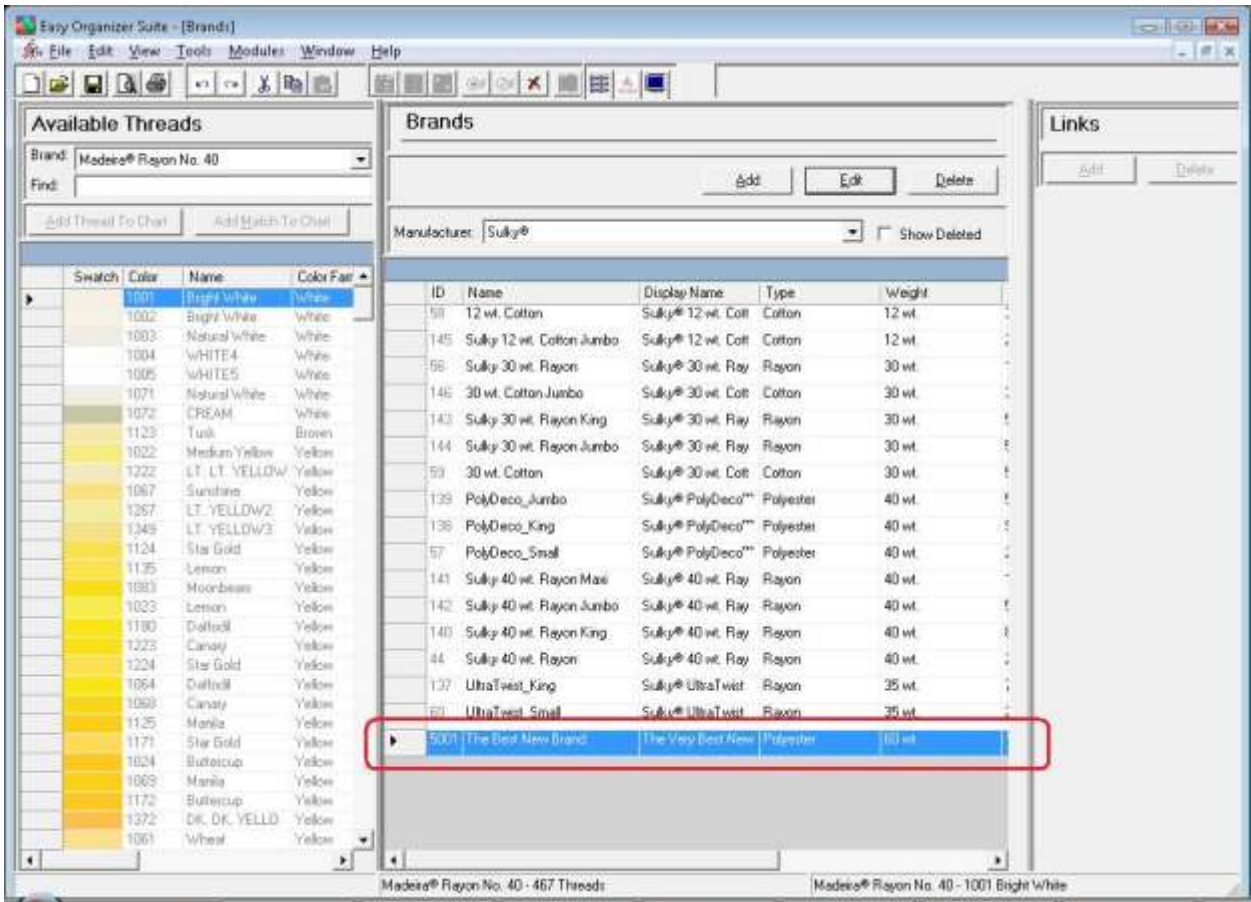 Easy Organizer Suite - [Brands]
File Edit View Tools Modules Window Help
Available Threads
Brand: Madeira® Rayon No. 40
Find:
Add Thread To Chart Add Match To Chart
Swatch Color Name Color Fam
1001 Bright White White
1002 Bright White White
1003 Natural White White
1004 WHITE4 White
1005 WHITE5 White
1071 Natural White White
1072 CREAM White
1123 Tusk Brown
1022 Medium Yellow Yellow
1222 LT. LT. YELLOW Yellow
1067 Sunshine Yellow
1267 LT. YELLOW2 Yellow
1349 LT. YELLOW3 Yellow
1124 Star Gold Yellow
1135 Lemon Yellow
1083 Moonbeam Yellow
1023 Lemon Yellow
1180 Daffodil Yellow
1223 Canary Yellow
1224 Star Gold Yellow
1064 Daffodil Yellow
1068 Canary Yellow
1125 Manila Yellow
1171 Star Gold Yellow
1024 Buttercup Yellow
1069 Manila Yellow
1172 Buttercup Yellow
1372 DK. DK. YELLO Yellow
1061 Wheat Yellow
Brands
Add Edit Delete
Manufacturer: Sulky® Show Deleted
ID Name Display Name Type Weight
58 12 wt. Cotton Sulky® 12 wt. Cott Cotton 12 wt.
145 Sulky 12 wt. Cotton Jumbo Sulky® 12 wt. Cott Cotton 12 wt.
56 Sulky 30 wt. Rayon Sulky® 30 wt. Ray Rayon 30 wt.
146 30 wt. Cotton Jumbo Sulky® 30 wt. Cott Cotton 30 wt.
143 Sulky 30 wt. Rayon King Sulky® 30 wt. Ray Rayon 30 wt.
144 Sulky 30 wt. Rayon Jumbo Sulky® 30 wt. Ray Rayon 30 wt.
59 30 wt. Cotton Sulky® 30 wt. Cott Cotton 30 wt.
139 PolyDeco_Jumbo Sulky® PolyDeco™ Polyester 40 wt.
138 PolyDeco_King Sulky® PolyDeco™ Polyester 40 wt.
57 PolyDeco_Small Sulky® PolyDeco™ Polyester 40 wt.
141 Sulky 40 wt. Rayon Maxi Sulky® 40 wt. Ray Rayon 40 wt.
142 Sulky 40 wt. Rayon Jumbo Sulky® 40 wt. Ray Rayon 40 wt.
140 Sulky 40 wt. Rayon King Sulky® 40 wt. Ray Rayon 40 wt.
44 Sulky 40 wt. Rayon Sulky® 40 wt. Ray Rayon 40 wt.
137 UltraTwist_King Sulky® UltraTwist Rayon 35 wt.
60 UltraTwist_Small Sulky® UltraTwist Rayon 35 wt.
5001 The Best New Brand The Very Best New Polyester 60 wt
Links
Add Delete
Madeira® Rayon No. 40 - 467 Threads Madeira® Rayon No. 40 - 1001 Bright White